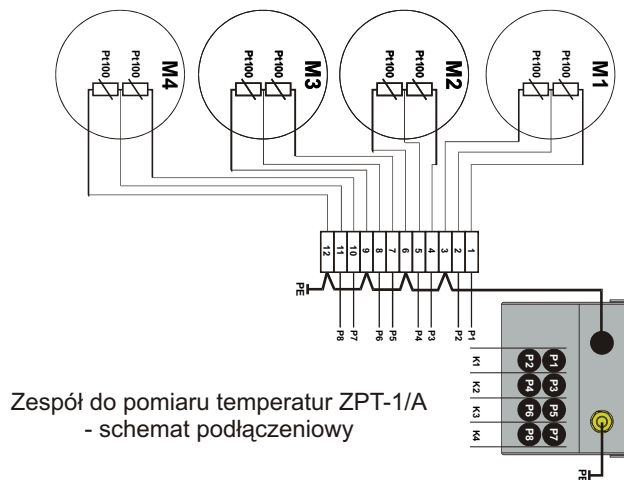 Pt100 Pt100 M4
Pt100 Pt100 M3
Pt100 Pt100 M2
Pt100 Pt100 M1
12 11 10 9 8 7 6 5 4 3 2 1
PE
P8 P7 P6 P5 P4 P3 P2 P1
K1 P2 P1
K2 P4 P3
K3 P6 P5
K4 P8 P7
PE
Zespół do pomiaru temperatur ZPT-1/A
- schemat podłączeniowy